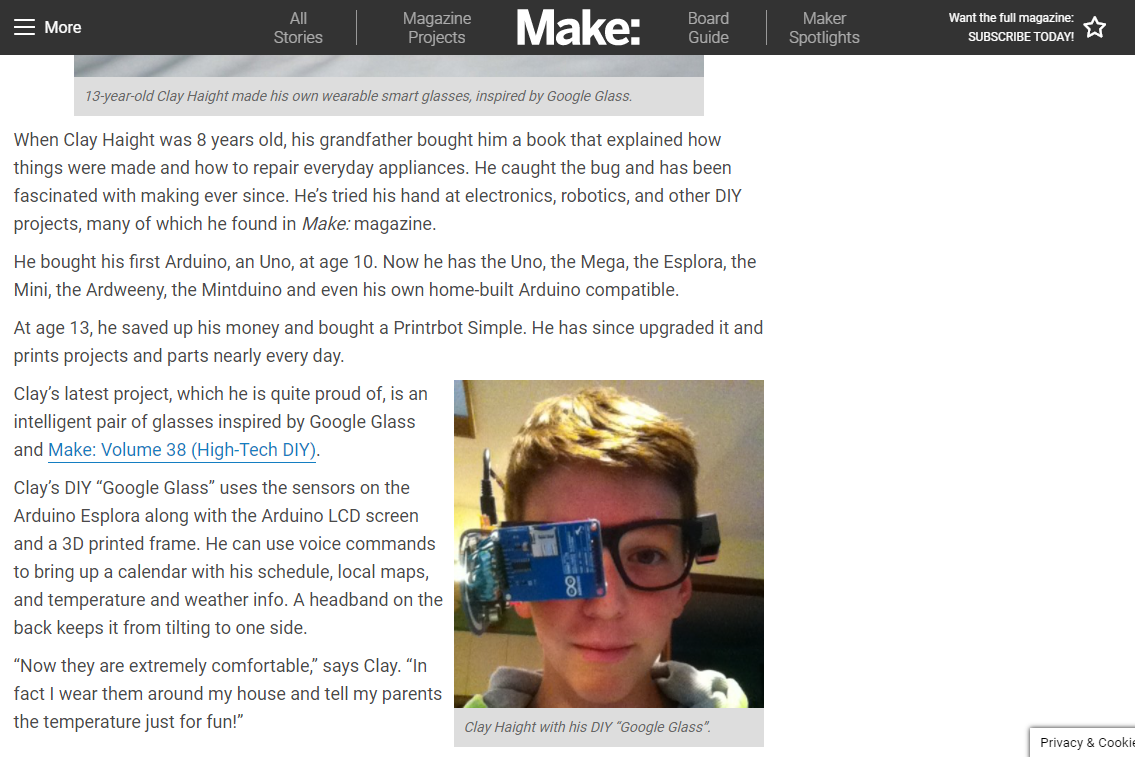 More
All
Stories
Magazine
Projects
Make:
Board
Guide
Maker
Spotlights
Want the full magazine:
SUBSCRIBE TODAY!
13-year-old Clay Haight made his own wearable smart glasses, inspired by Google Glass.
When Clay Haight was 8 years old, his grandfather bought him a book that explained how
things were made and how to repair everyday appliances. He caught the bug and has been
fascinated with making ever since. He’s tried his hand at electronics, robotics, and other DIY
projects, many of which he found in Make: magazine.
He bought his first Arduino, an Uno, at age 10. Now he has the Uno, the Mega, the Esplora, the
Mini, the Ardweeny, the Mintduino and even his own home-built Arduino compatible.
At age 13, he saved up his money and bought a Printrbot Simple. He has since upgraded it and
prints projects and parts nearly every day.
Clay’s latest project, which he is quite proud of, is an
intelligent pair of glasses inspired by Google Glass
and Make: Volume 38 (High-Tech DIY).
Clay’s DIY “Google Glass” uses the sensors on the
Arduino Esplora along with the Arduino LCD screen
and a 3D printed frame. He can use voice commands
to bring up a calendar with his schedule, local maps,
and temperature and weather info. A headband on the
back keeps it from tilting to one side.
“Now they are extremely comfortable,” says Clay. “In
fact I wear them around my house and tell my parents
the temperature just for fun!”
Clay Haight with his DIY “Google Glass”.
Privacy & Cookie